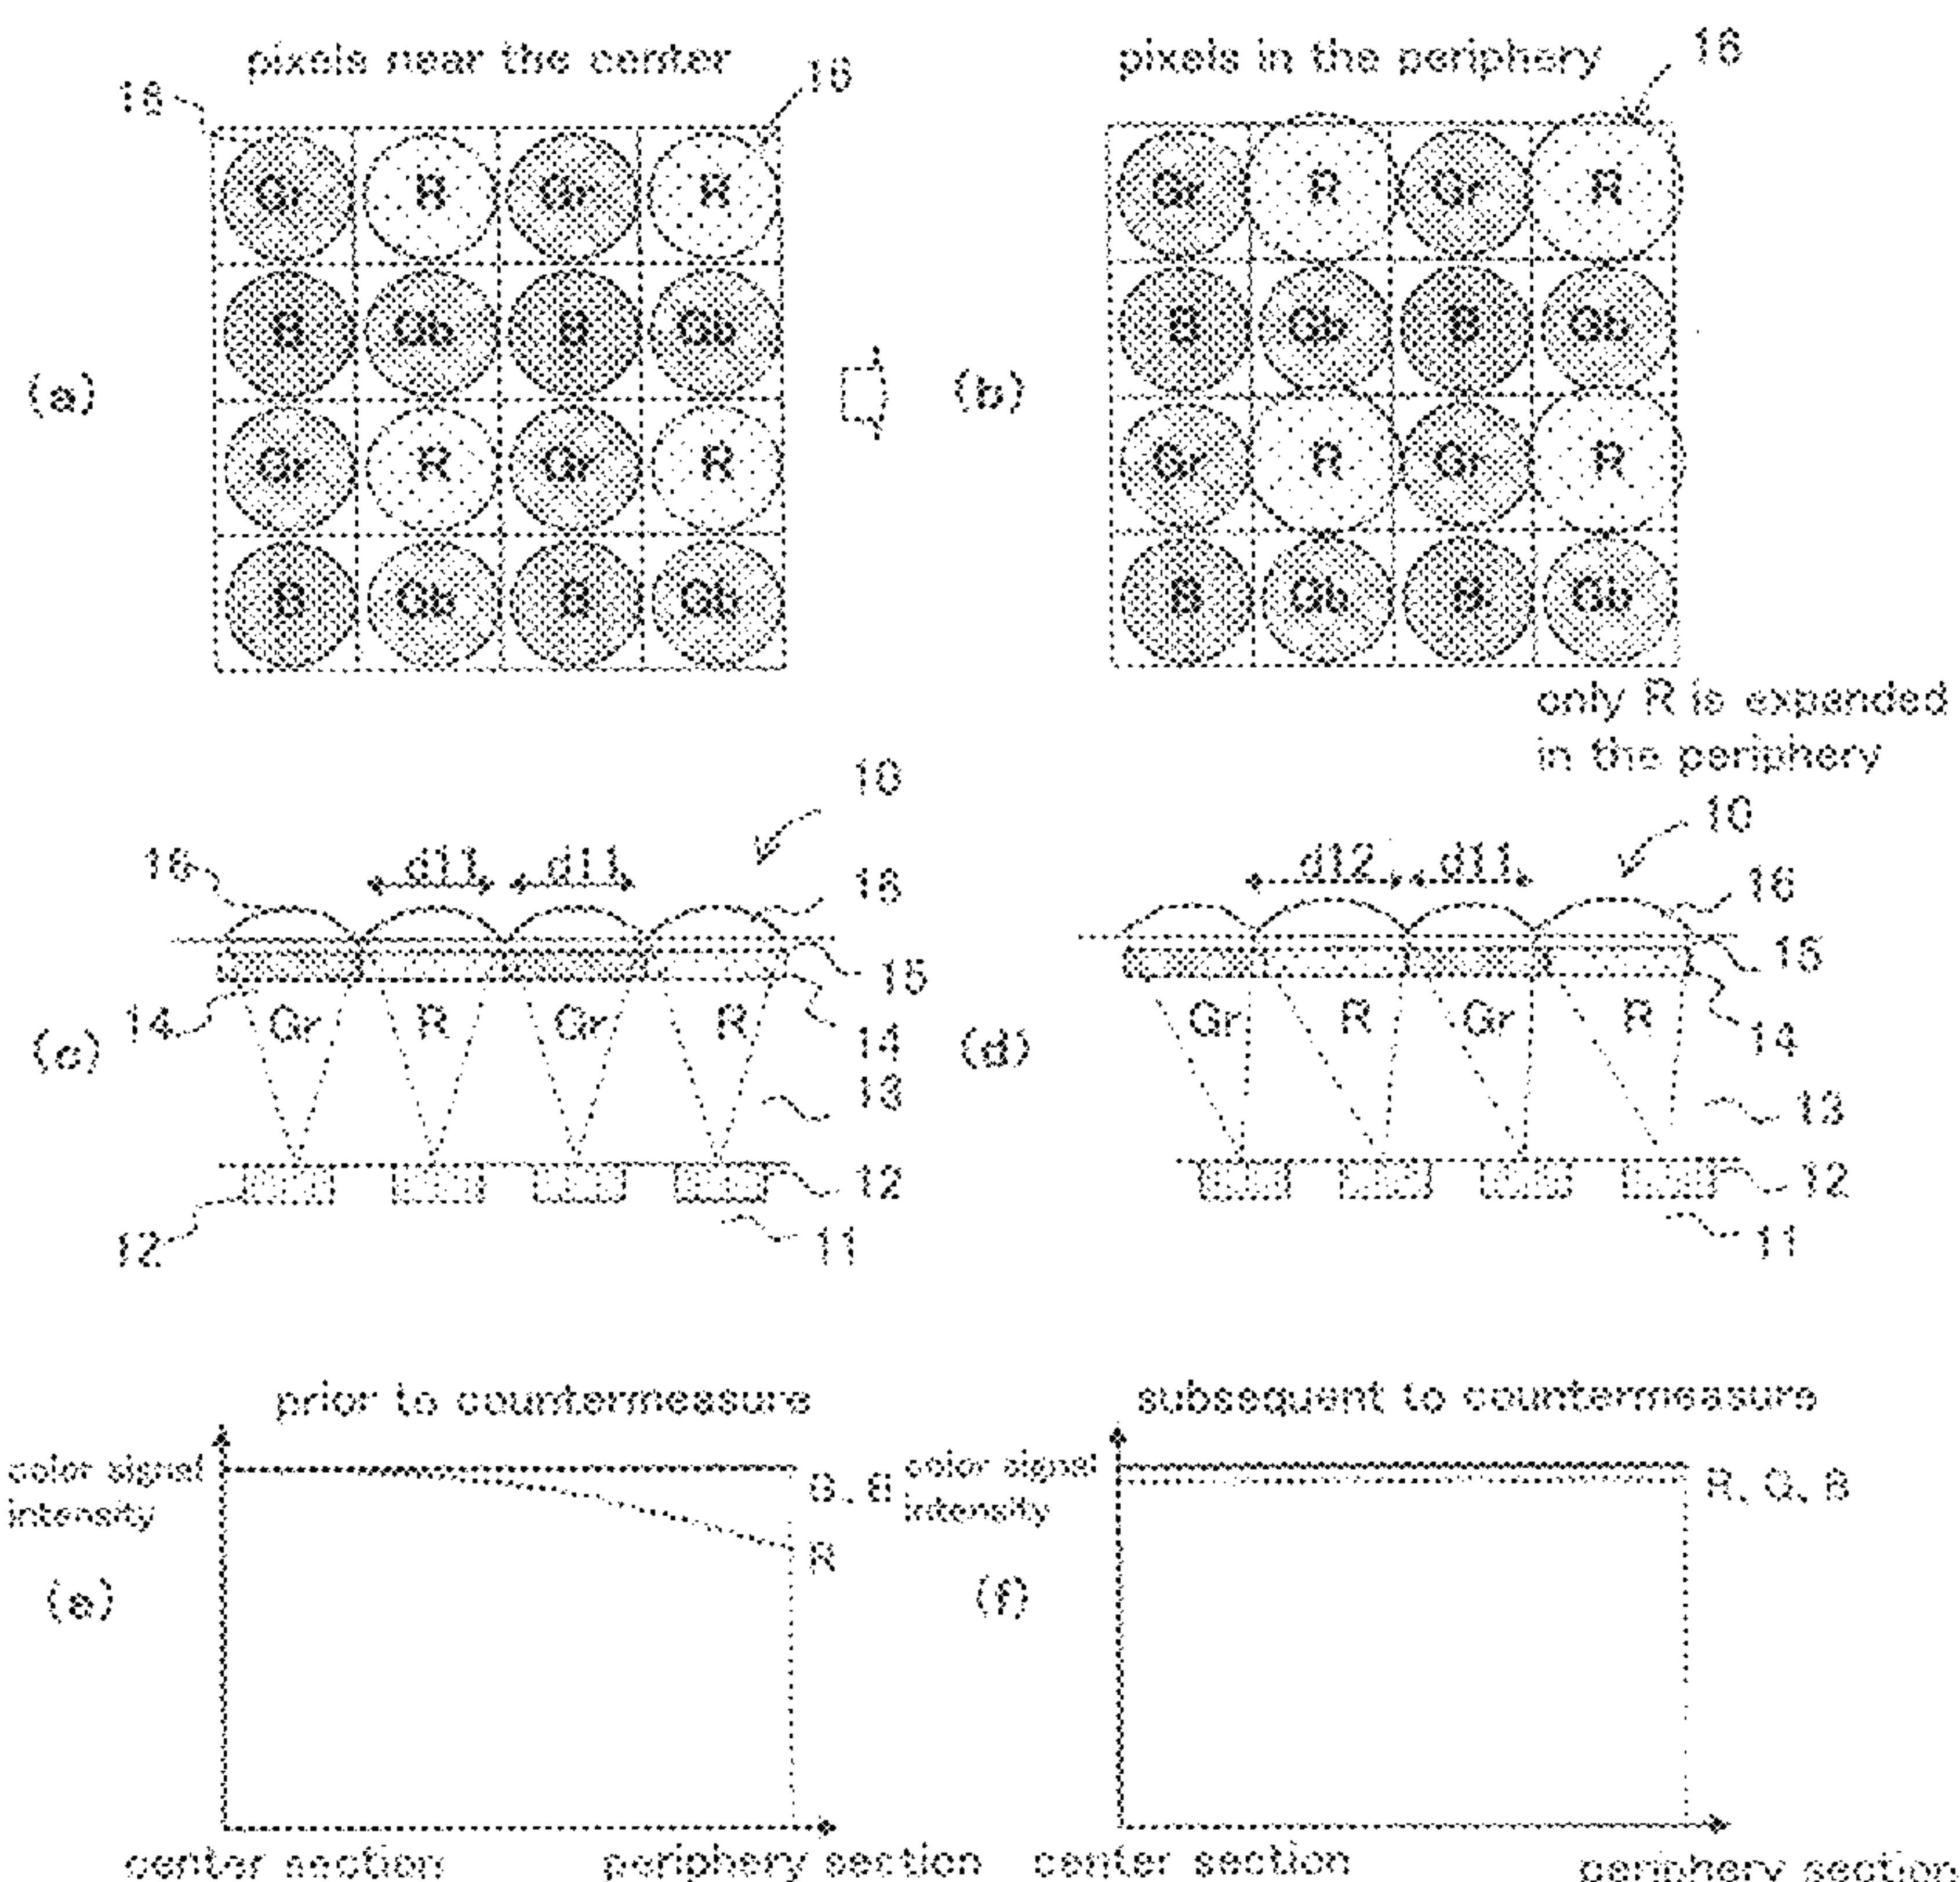 pixels near the center
pixels in the periphery
16
16
16
Gr R Gr R
Gr R Gr R
B Gb B Gb
B Gb B Gb
(a)
(b)
Gr R Gr R
Gr R Gr R
B Gb B Gb
B Gb B Gb
only R is expanded
in the periphery
10
10
16
d11
d11
16
d12
d11
16
15
15
14
Gr R Gr R
14
Gr R Gr R
14
(c)
(d)
13
13
12
12
12
11
11
prior to countermeasure
subsequent to countermeasure
color signal
intensity
G, B
R
color signal
intensity
R, G, B
(e)
(f)
center section
periphery section
center section
periphery section